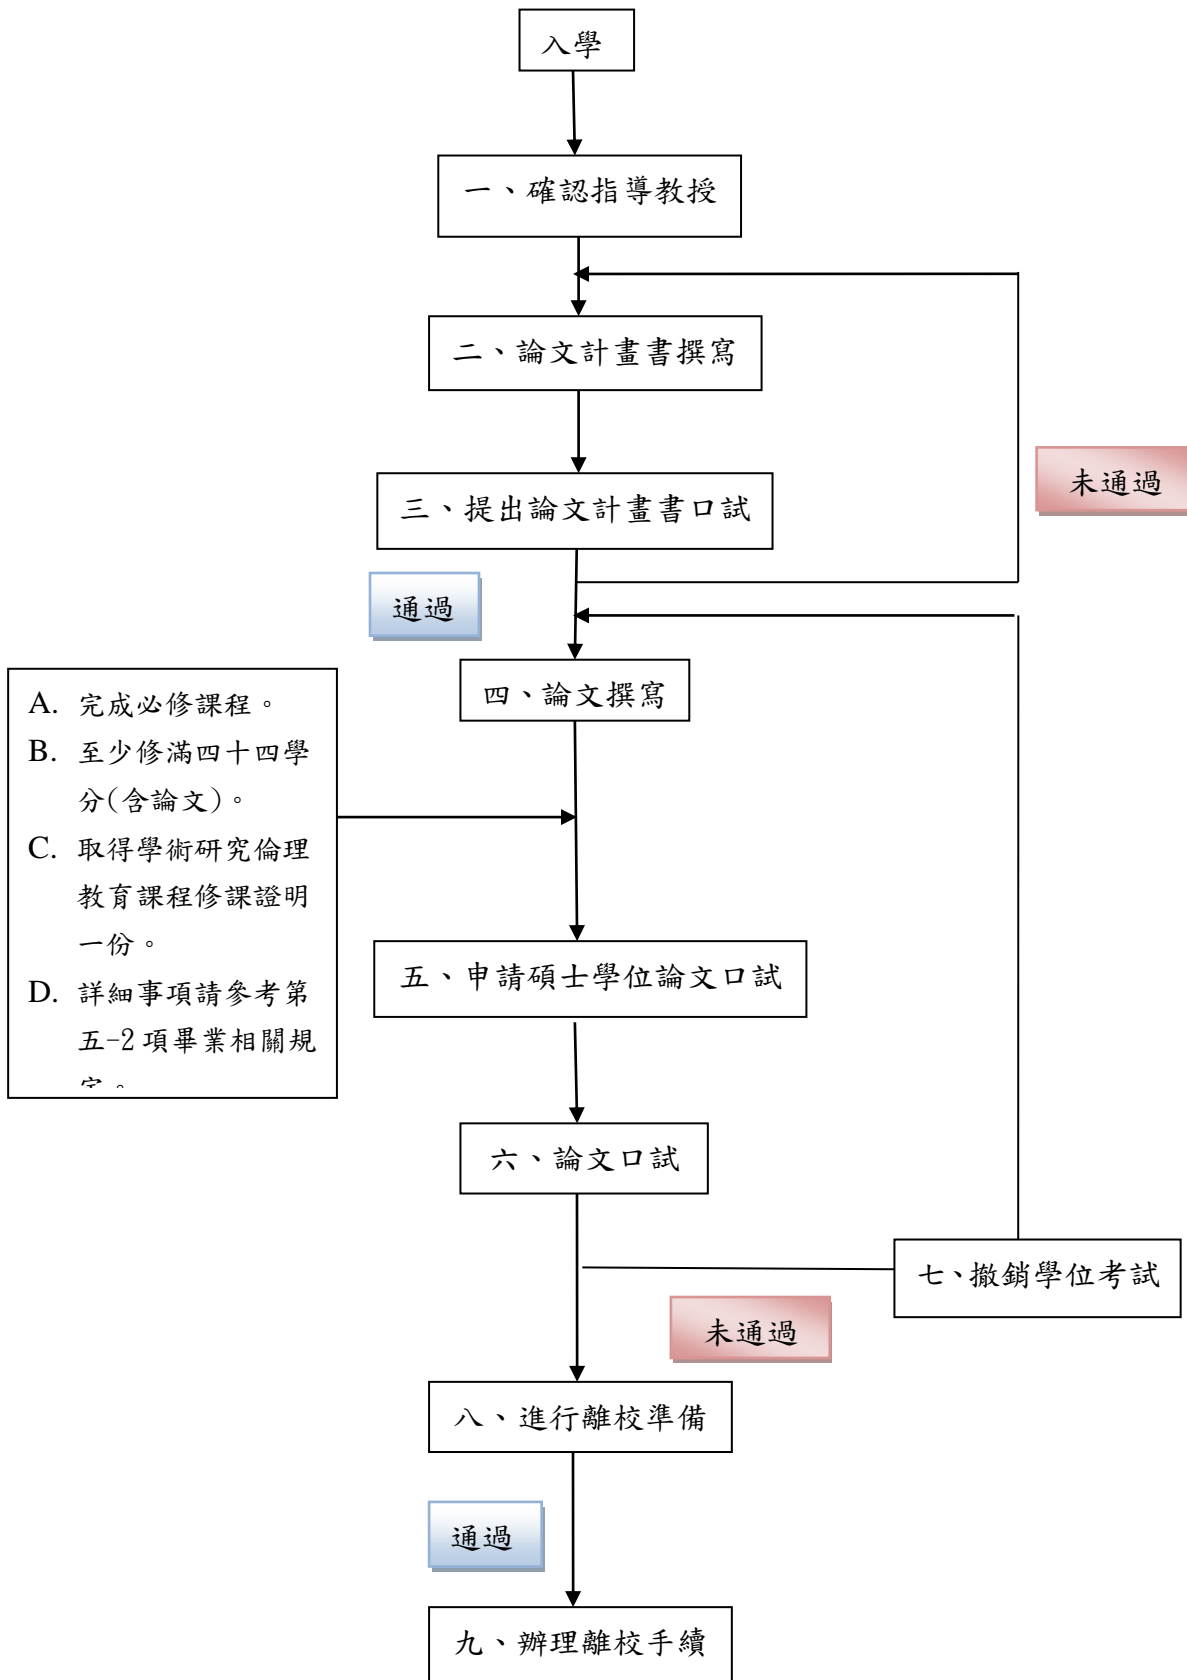 入學
一、確認指導教授
二、論文計畫書撰寫
未通過
三、提出論文計畫書口試
通過
四、論文撰寫
A. 完成必修課程。
B. 至少修滿四十四學
分(含論文)。
C. 取得學術研究倫理
教育課程修課證明
一份。
D. 詳細事項請參考第
五-2 項畢業相關規
定。
五、申請碩士學位論文口試
六、論文口試
七、撤銷學位考試
未通過
八、進行離校準備
通過
九、辦理離校手續